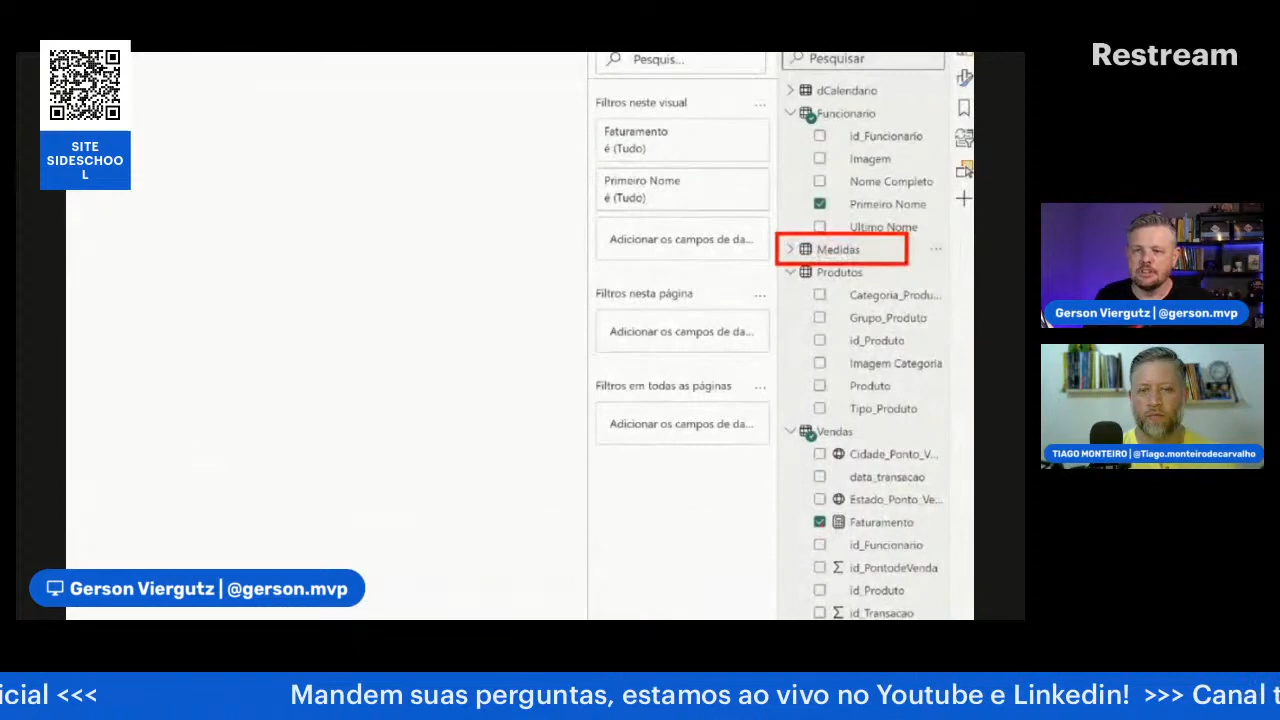 SITE
SIDESCHOO
L
Restream
Pesquis...
Filtros neste visual
...
Faturamento
é (Tudo)
Primeiro Nome
é (Tudo)
Adicionar os campos de da...
Filtros nesta página
...
Adicionar os campos de da...
Filtros em todas as páginas
...
Adicionar os campos de da...
Pesquisar
dCalendario
Funcionario
id_Funcionario
Imagem
Nome Completo
Primeiro Nome
Ultimo Nome
Medidas
...
Produtos
Categoria_Produ...
Grupo_Produto
id_Produto
Imagem Categoria
Produto
Tipo_Produto
Vendas
Cidade_Ponto_V...
data_transacao
Estado_Ponto_Ve...
Faturamento
id_Funcionario
id_PontodeVenda
id_Produto
id_Transacao
Gerson Viergutz | @gerson.mvp
TIAGO MONTEIRO | @Tiago.monteirodecarvalho
Gerson Viergutz | @gerson.mvp
icial <<< Mandem suas perguntas, estamos ao vivo no Youtube e Linkedin! >>> Canal t